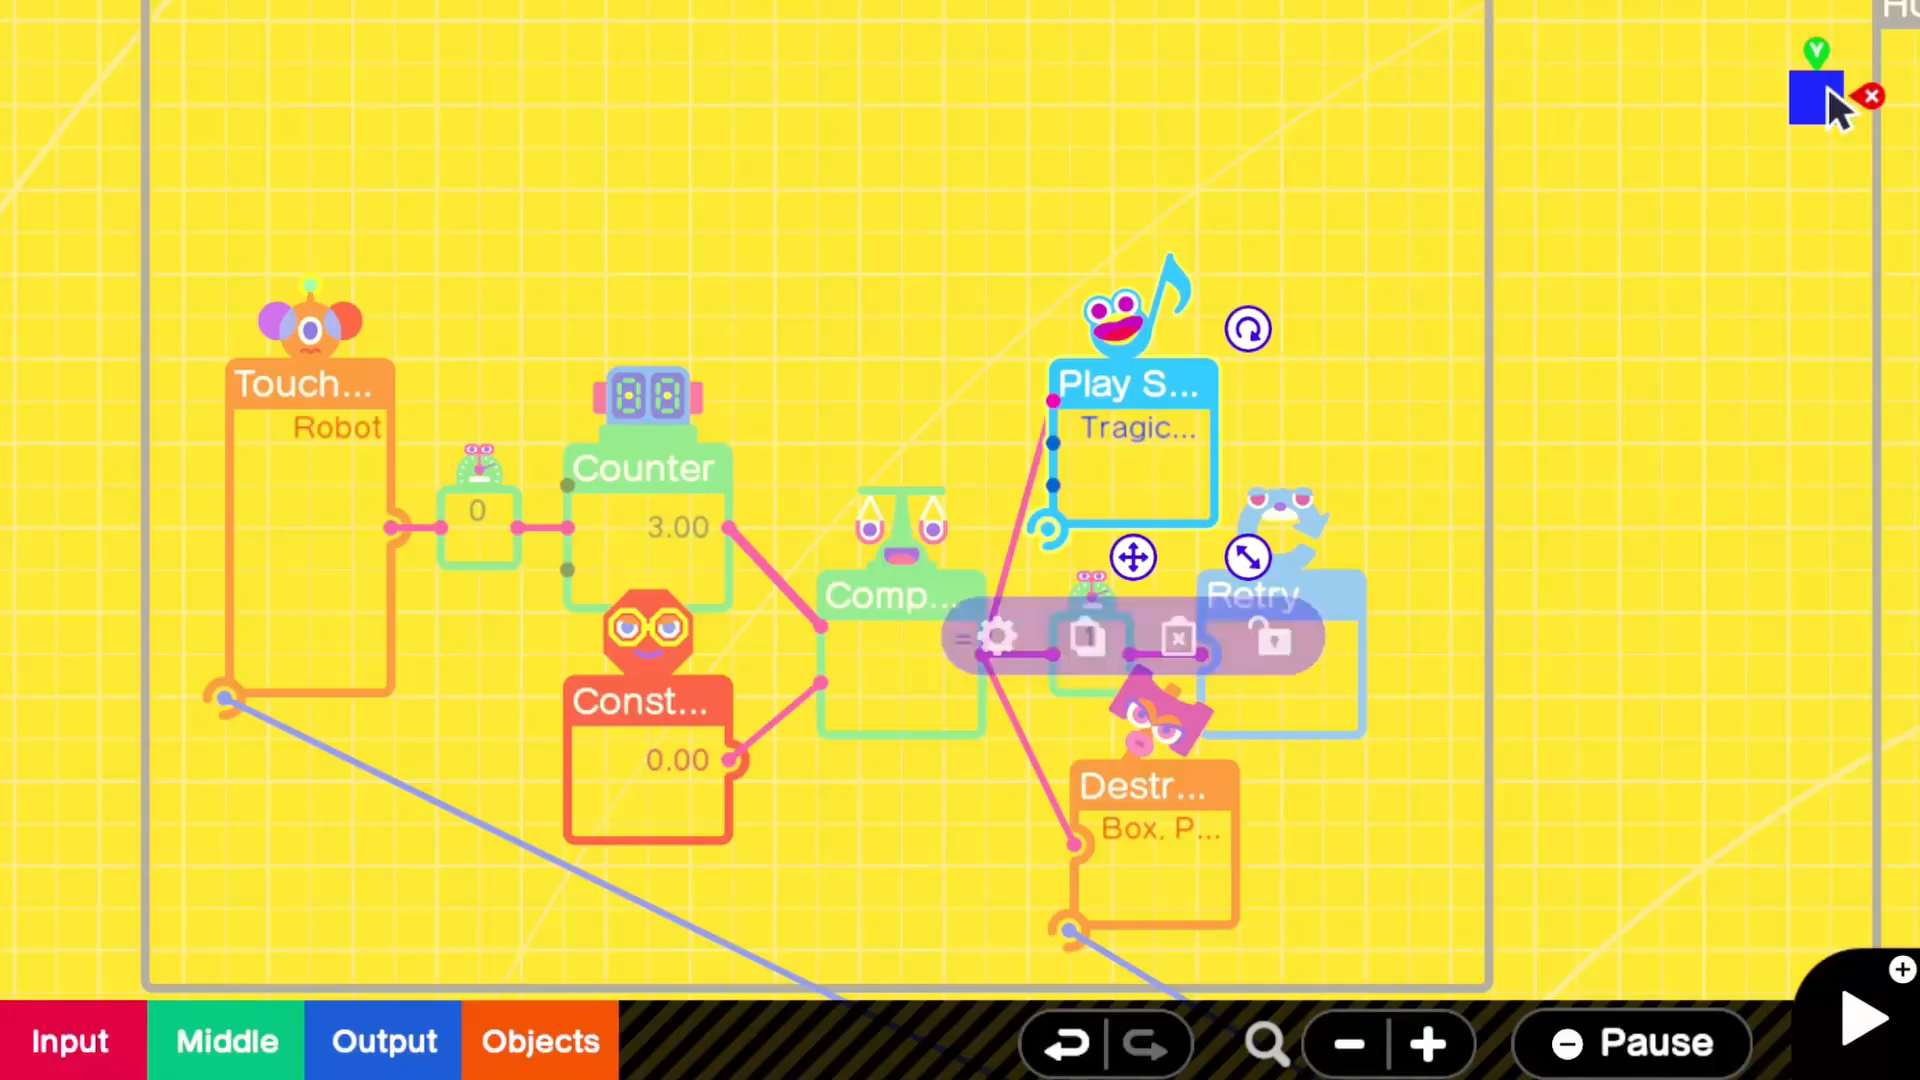 Y
Touch...
Play S...
Robot
Tragic...
Counter
0
3.00
Comp...
Retry
=
1
Const...
0.00
Destr...
Box, P...
Input
Middle
Output
Objects
Pause